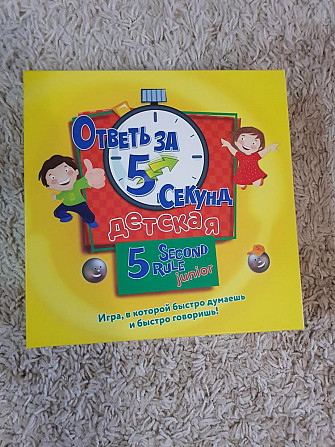 Ответь за
5
секунд
детская
5 Second
Rule
junior
Игра, в которой быстро думаешь
и быстро говоришь!